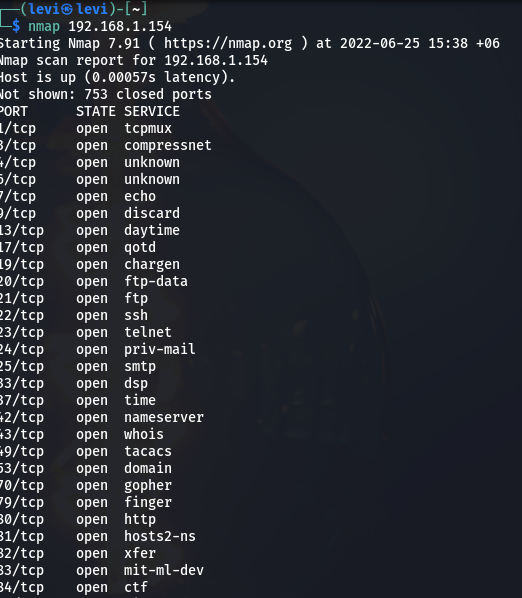 ┌──(levi㉿levi)-[~]
└─$ nmap 192.168.1.154
Starting Nmap 7.91 ( https://nmap.org ) at 2022-06-25 15:38 +06
Nmap scan report for 192.168.1.154
Host is up (0.00057s latency).
Not shown: 753 closed ports
PORT STATE SERVICE
1/tcp open tcpmux
3/tcp open compressnet
4/tcp open unknown
6/tcp open unknown
7/tcp open echo
9/tcp open discard
13/tcp open daytime
17/tcp open qotd
19/tcp open chargen
20/tcp open ftp-data
21/tcp open ftp
22/tcp open ssh
23/tcp open telnet
24/tcp open priv-mail
25/tcp open smtp
33/tcp open dsp
37/tcp open time
42/tcp open nameserver
43/tcp open whois
49/tcp open tacacs
53/tcp open domain
70/tcp open gopher
79/tcp open finger
80/tcp open http
81/tcp open hosts2-ns
82/tcp open xfer
83/tcp open mit-ml-dev
84/tcp open ctf